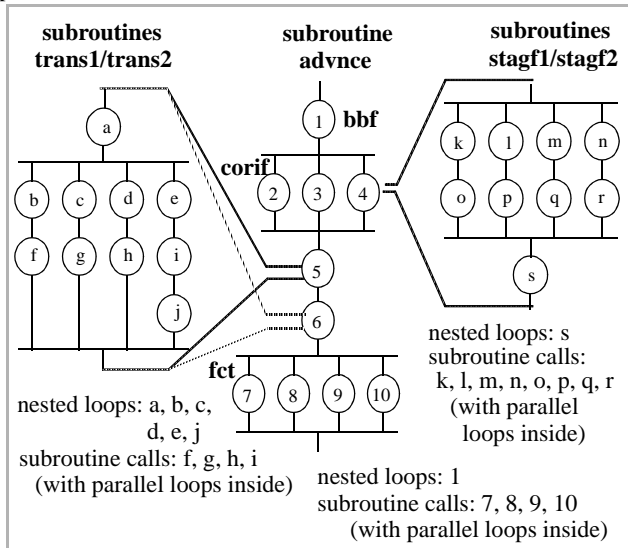 subroutines
trans1/trans2
subroutine
advnce
subroutines
stagf1/stagf2
a
b c d e
f g h i
j
1 bbf
corif
2 3 4
5
6
fct
7 8 9 10
k l m n
o p q r
s
nested loops: a, b, c,
d, e, j
subroutine calls: f, g, h, i
(with parallel loops inside)
nested loops: 1
subroutine calls: 7, 8, 9, 10
(with parallel loops inside)
nested loops: s
subroutine calls:
k, l, m, n, o, p, q, r
(with parallel
loops inside)